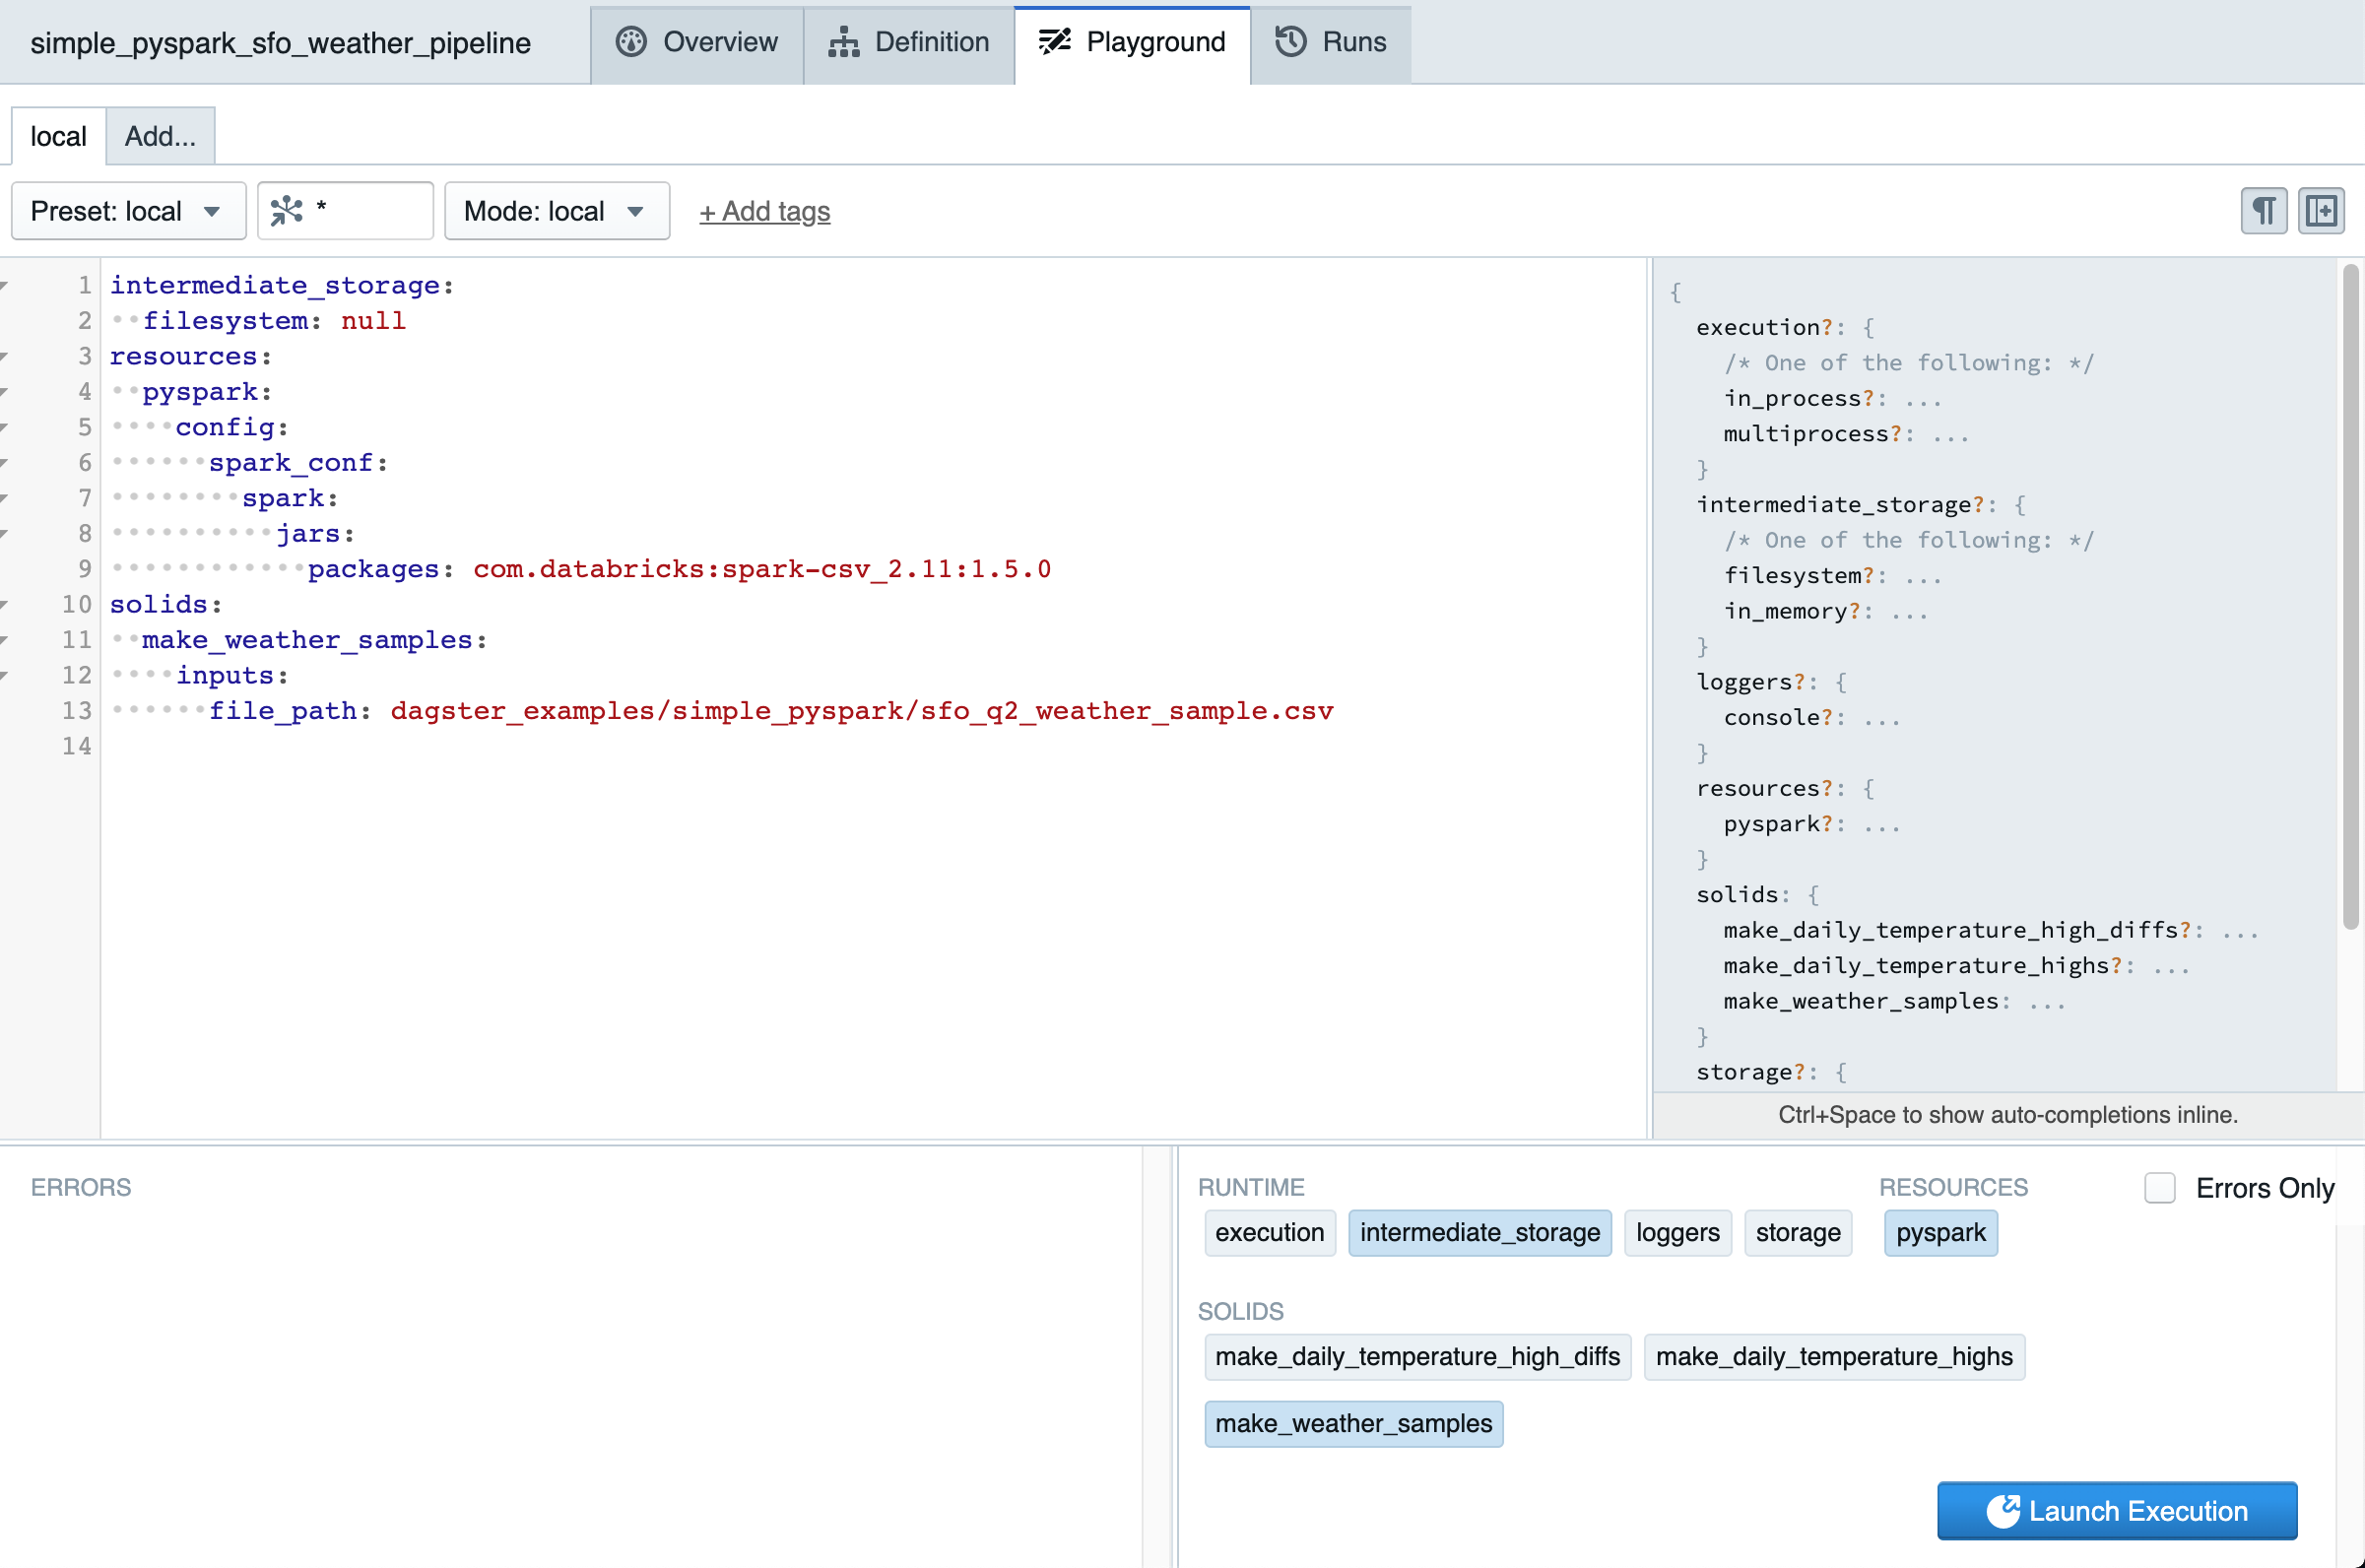 simple_pyspark_sfo_weather_pipeline
Overview
Definition
Playground
Runs
local
Add...
Preset: local
*
Mode: local
+ Add tags
1 intermediate_storage:
2 filesystem: null
3 resources:
4 pyspark:
5 config:
6 spark_conf:
7 spark:
8 jars:
9 packages: com.databricks:spark-csv_2.11:1.5.0
10 solids:
11 make_weather_samples:
12 inputs:
13 file_path: dagster_examples/simple_pyspark/sfo_q2_weather_sample.csv
14
{
execution?: {
/* One of the following: */
in_process?: ...
multiprocess?: ...
}
intermediate_storage?: {
/* One of the following: */
filesystem?: ...
in_memory?: ...
}
loggers?: {
console?: ...
}
resources?: {
pyspark?: ...
}
solids: {
make_daily_temperature_high_diffs?: ...
make_daily_temperature_highs?: ...
make_weather_samples: ...
}
storage?: {
Ctrl+Space to show auto-completions inline.
ERRORS
RUNTIME
execution
intermediate_storage
loggers
storage
RESOURCES
pyspark
Errors Only
SOLIDS
make_daily_temperature_high_diffs
make_daily_temperature_highs
make_weather_samples
Launch Execution